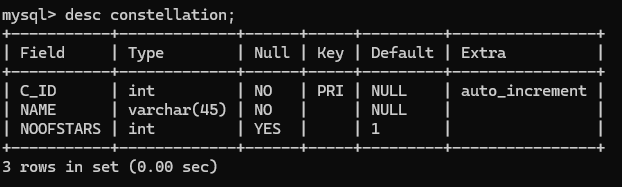 mysql> desc constellation;
+-----------+-------------+------+-----+---------+----------------+
| Field     | Type        | Null | Key | Default | Extra          |
+-----------+-------------+------+-----+---------+----------------+
| C_ID      | int         | NO   | PRI | NULL    | auto_increment |
| NAME      | varchar(45) | NO   |     | NULL    |                |
| NOOFSTARS | int         | YES  |     | 1       |                |
+-----------+-------------+------+-----+---------+----------------+
3 rows in set (0.00 sec)